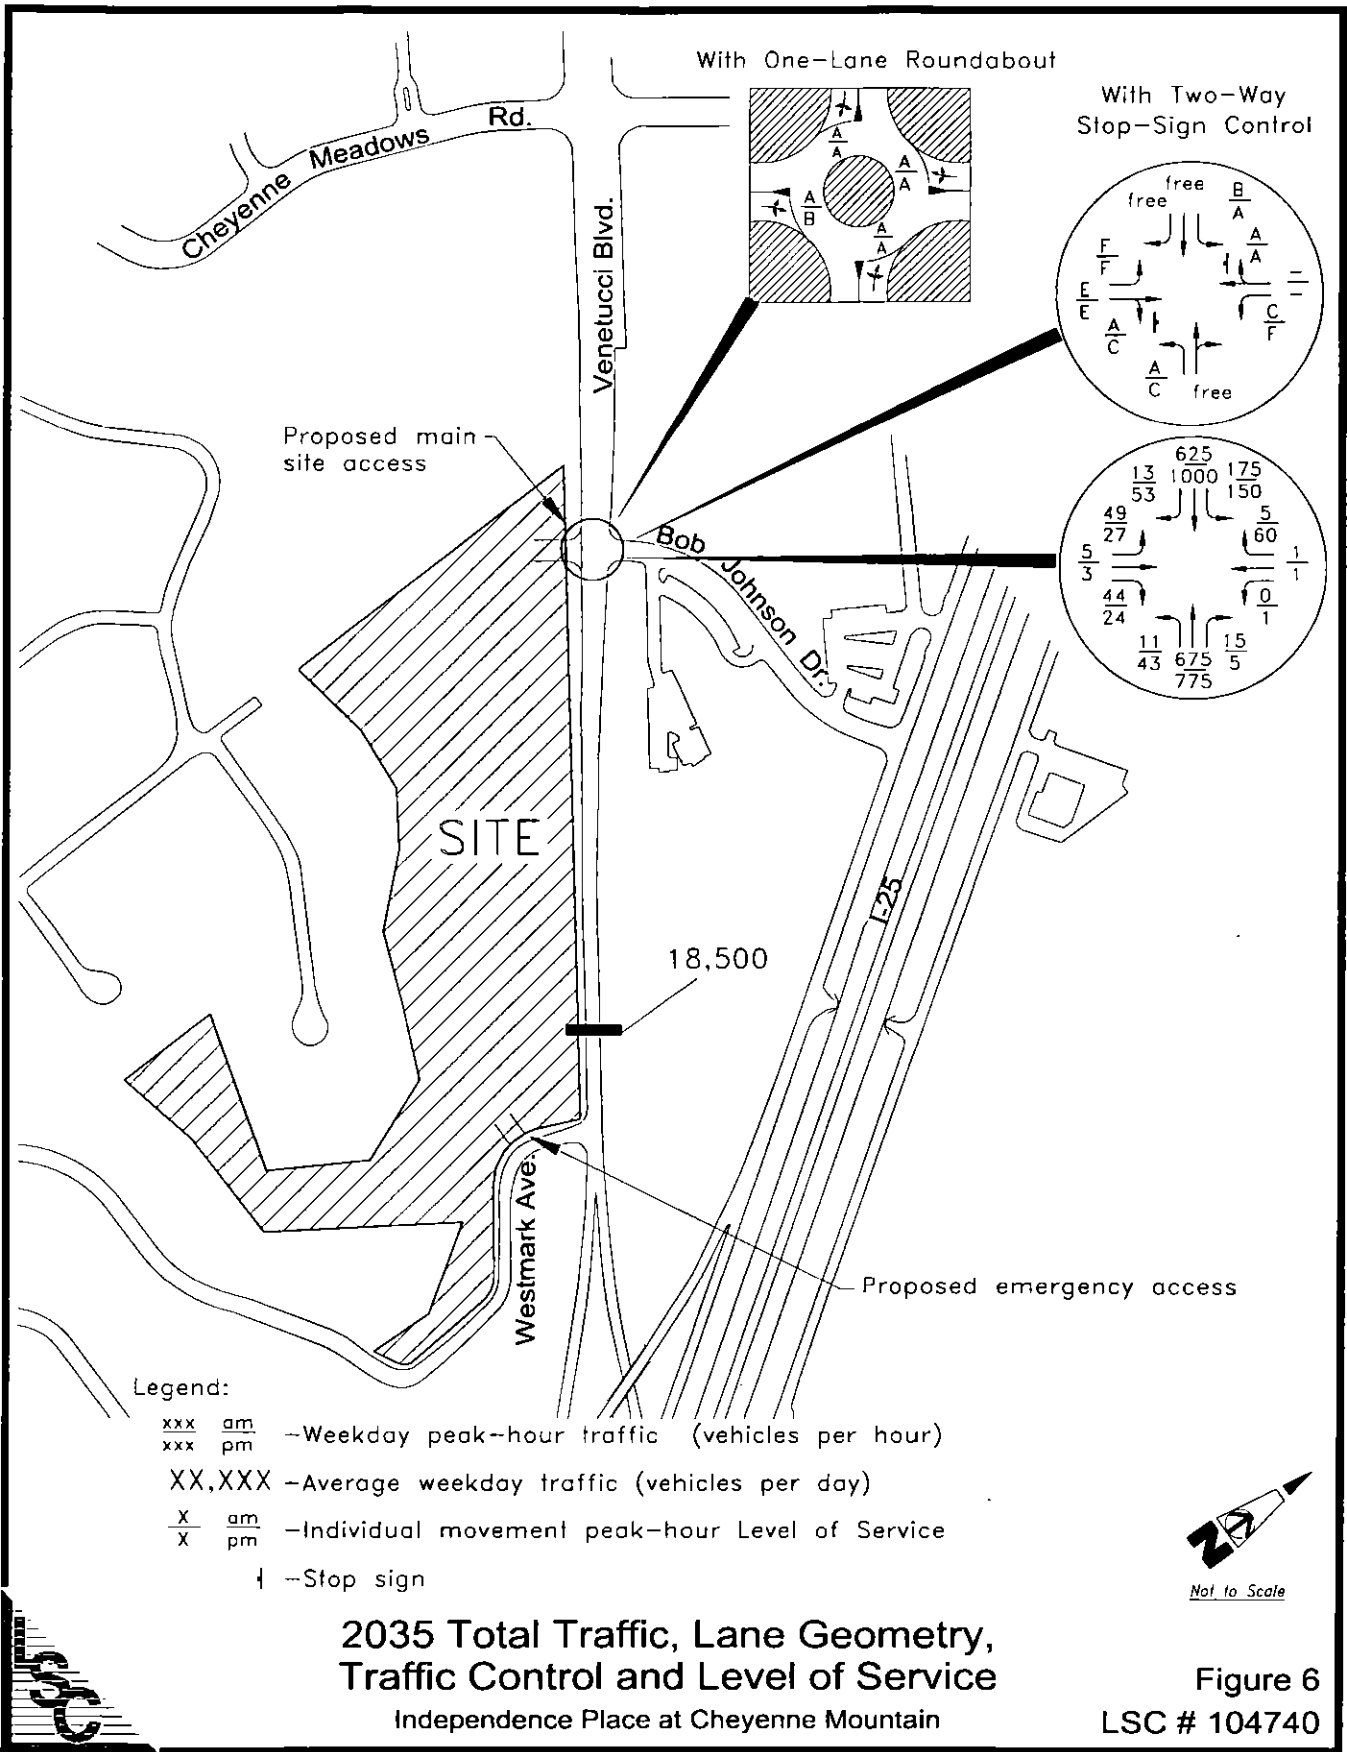 With One-Lane Roundabout
With Two-Way
Stop-Sign Control
Cheyenne Meadows Rd.
Venetucci Blvd.
A
A
A
A
A
B
A
A
free
free
B
A
A
A
F
F
E
E
A
C
–
–
C
F
A
C
free
Proposed main
site access
Bob Johnson Dr.
625
1000
13
53
175
150
49
27
5
60
5
3
1
1
44
24
0
1
11
43
675
775
15
5
SITE
I-25
18,500
Westmark Ave.
Proposed emergency access
Legend:
xxx am
xxx pm
-Weekday peak-hour traffic (vehicles per hour)
XX,XXX -Average weekday traffic (vehicles per day)
X am
X pm
-Individual movement peak-hour Level of Service
-Stop sign
N
Not to Scale
LSC
2035 Total Traffic, Lane Geometry,
Traffic Control and Level of Service
Independence Place at Cheyenne Mountain
Figure 6
LSC # 104740